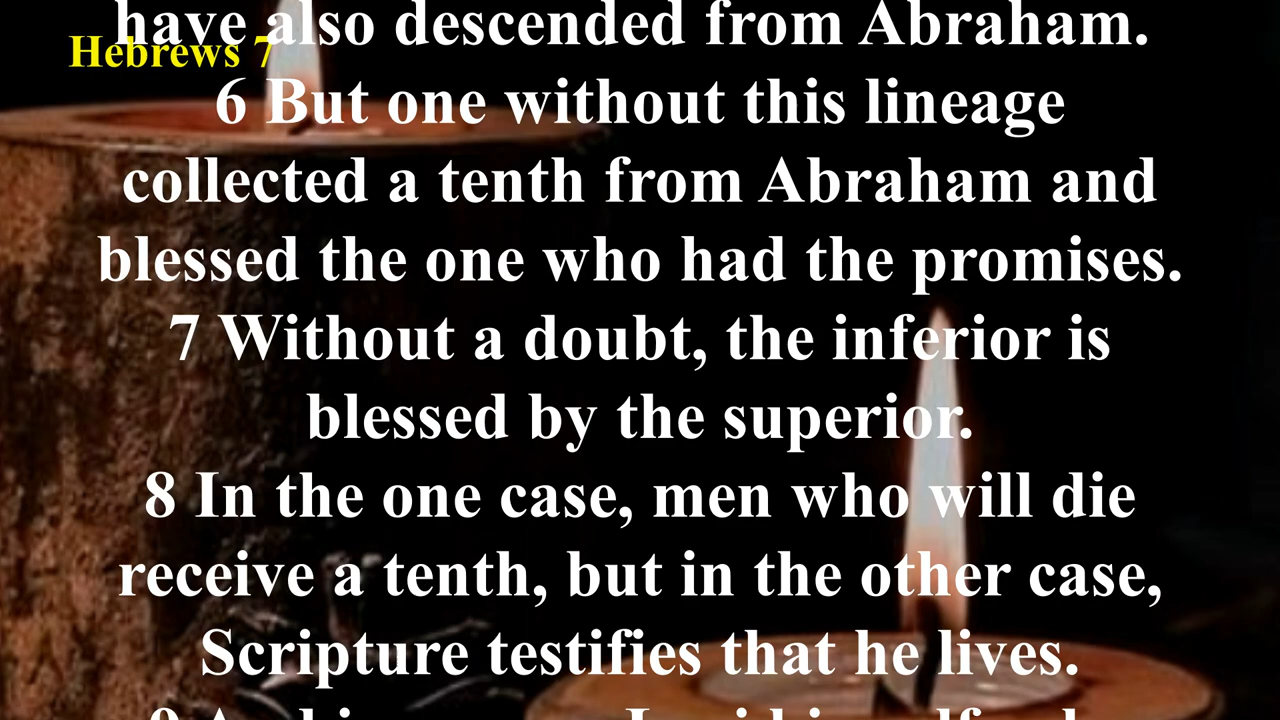 have also descended from Abraham.
Hebrews 7
6 But one without this lineage
collected a tenth from Abraham and
blessed the one who had the promises.
7 Without a doubt, the inferior is
blessed by the superior.
8 In the one case, men who will die
receive a tenth, but in the other case,
Scripture testifies that he lives.